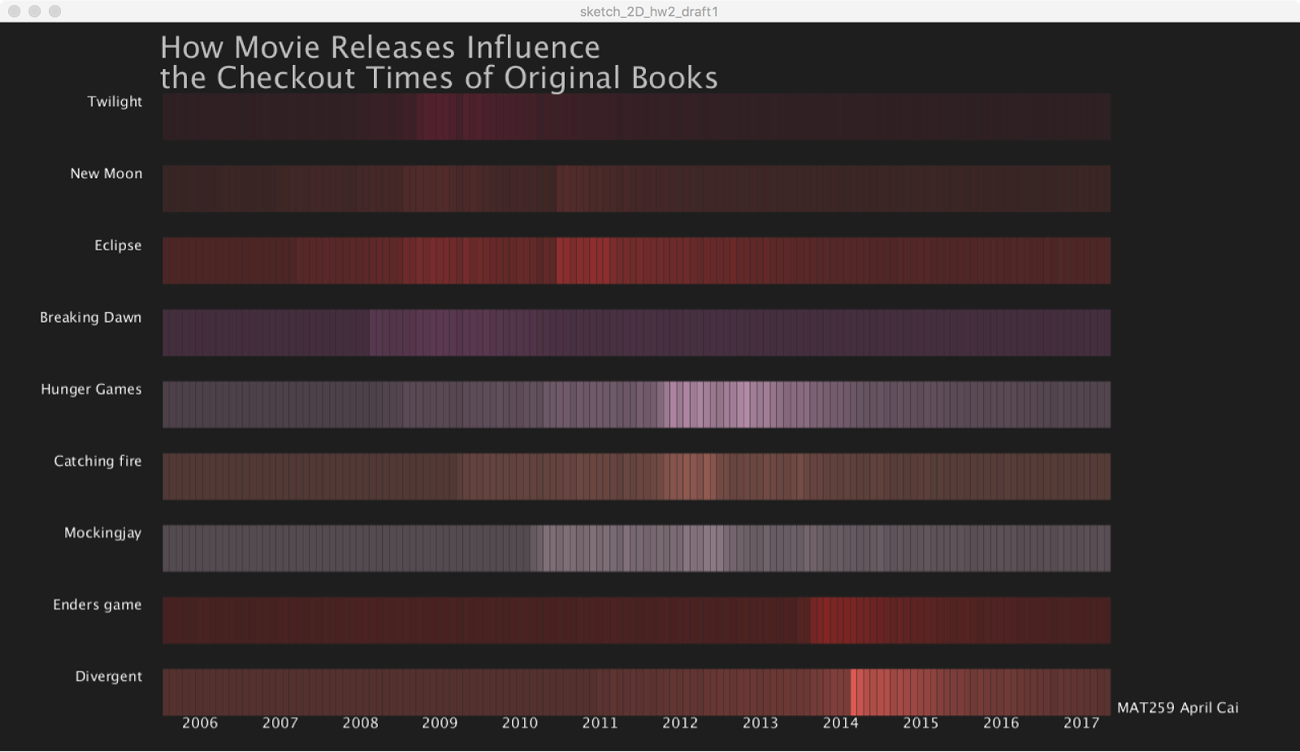 sketch_2D_hw2_draft1
How Movie Releases Influence
the Checkout Times of Original Books
Twilight
New Moon
Eclipse
Breaking Dawn
Hunger Games
Catching fire
Mockingjay
Enders game
Divergent
MAT259 April Cai
2006 2007 2008 2009 2010 2011 2012 2013 2014 2015 2016 2017